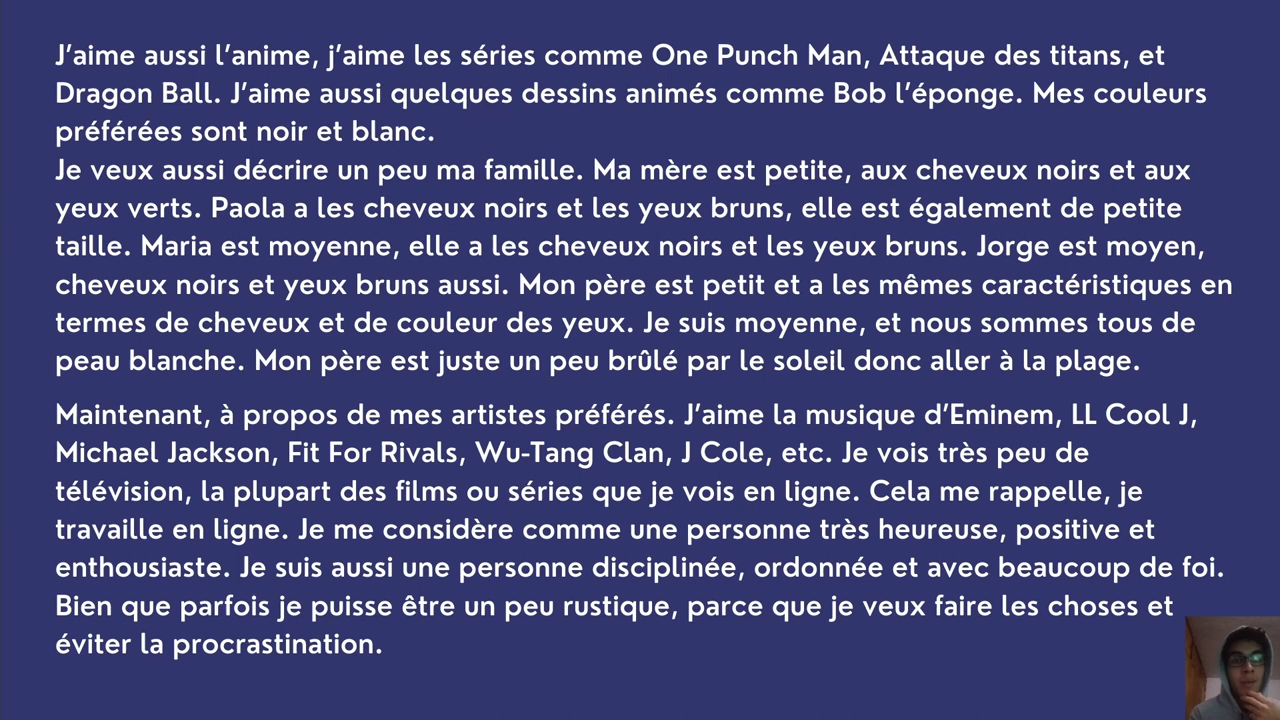 J'aime aussi l'anime, j'aime les séries comme One Punch Man, Attaque des titans, et
Dragon Ball. J'aime aussi quelques dessins animés comme Bob l'éponge. Mes couleurs
préférées sont noir et blanc.
Je veux aussi décrire un peu ma famille. Ma mère est petite, aux cheveux noirs et aux
yeux verts. Paola a les cheveux noirs et les yeux bruns, elle est également de petite
taille. Maria est moyenne, elle a les cheveux noirs et les yeux bruns. Jorge est moyen,
cheveux noirs et yeux bruns aussi. Mon père est petit et a les mêmes caractéristiques en
termes de cheveux et de couleur des yeux. Je suis moyenne, et nous sommes tous de
peau blanche. Mon père est juste un peu brûlé par le soleil donc aller à la plage.
Maintenant, à propos de mes artistes préférés. J'aime la musique d'Eminem, LL Cool J,
Michael Jackson, Fit For Rivals, Wu-Tang Clan, J Cole, etc. Je vois très peu de
télévision, la plupart des films ou séries que je vois en ligne. Cela me rappelle, je
travaille en ligne. Je me considère comme une personne très heureuse, positive et
enthousiaste. Je suis aussi une personne disciplinée, ordonnée et avec beaucoup de foi.
Bien que parfois je puisse être un peu rustique, parce que je veux faire les choses et
éviter la procrastination.